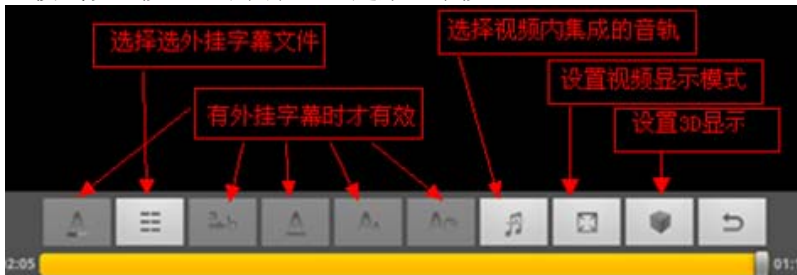 选择视频内集成的音轨
选择选外挂字幕文件
设置视频显示模式
有外挂字幕时才有效
设置3D显示
2:05
01: